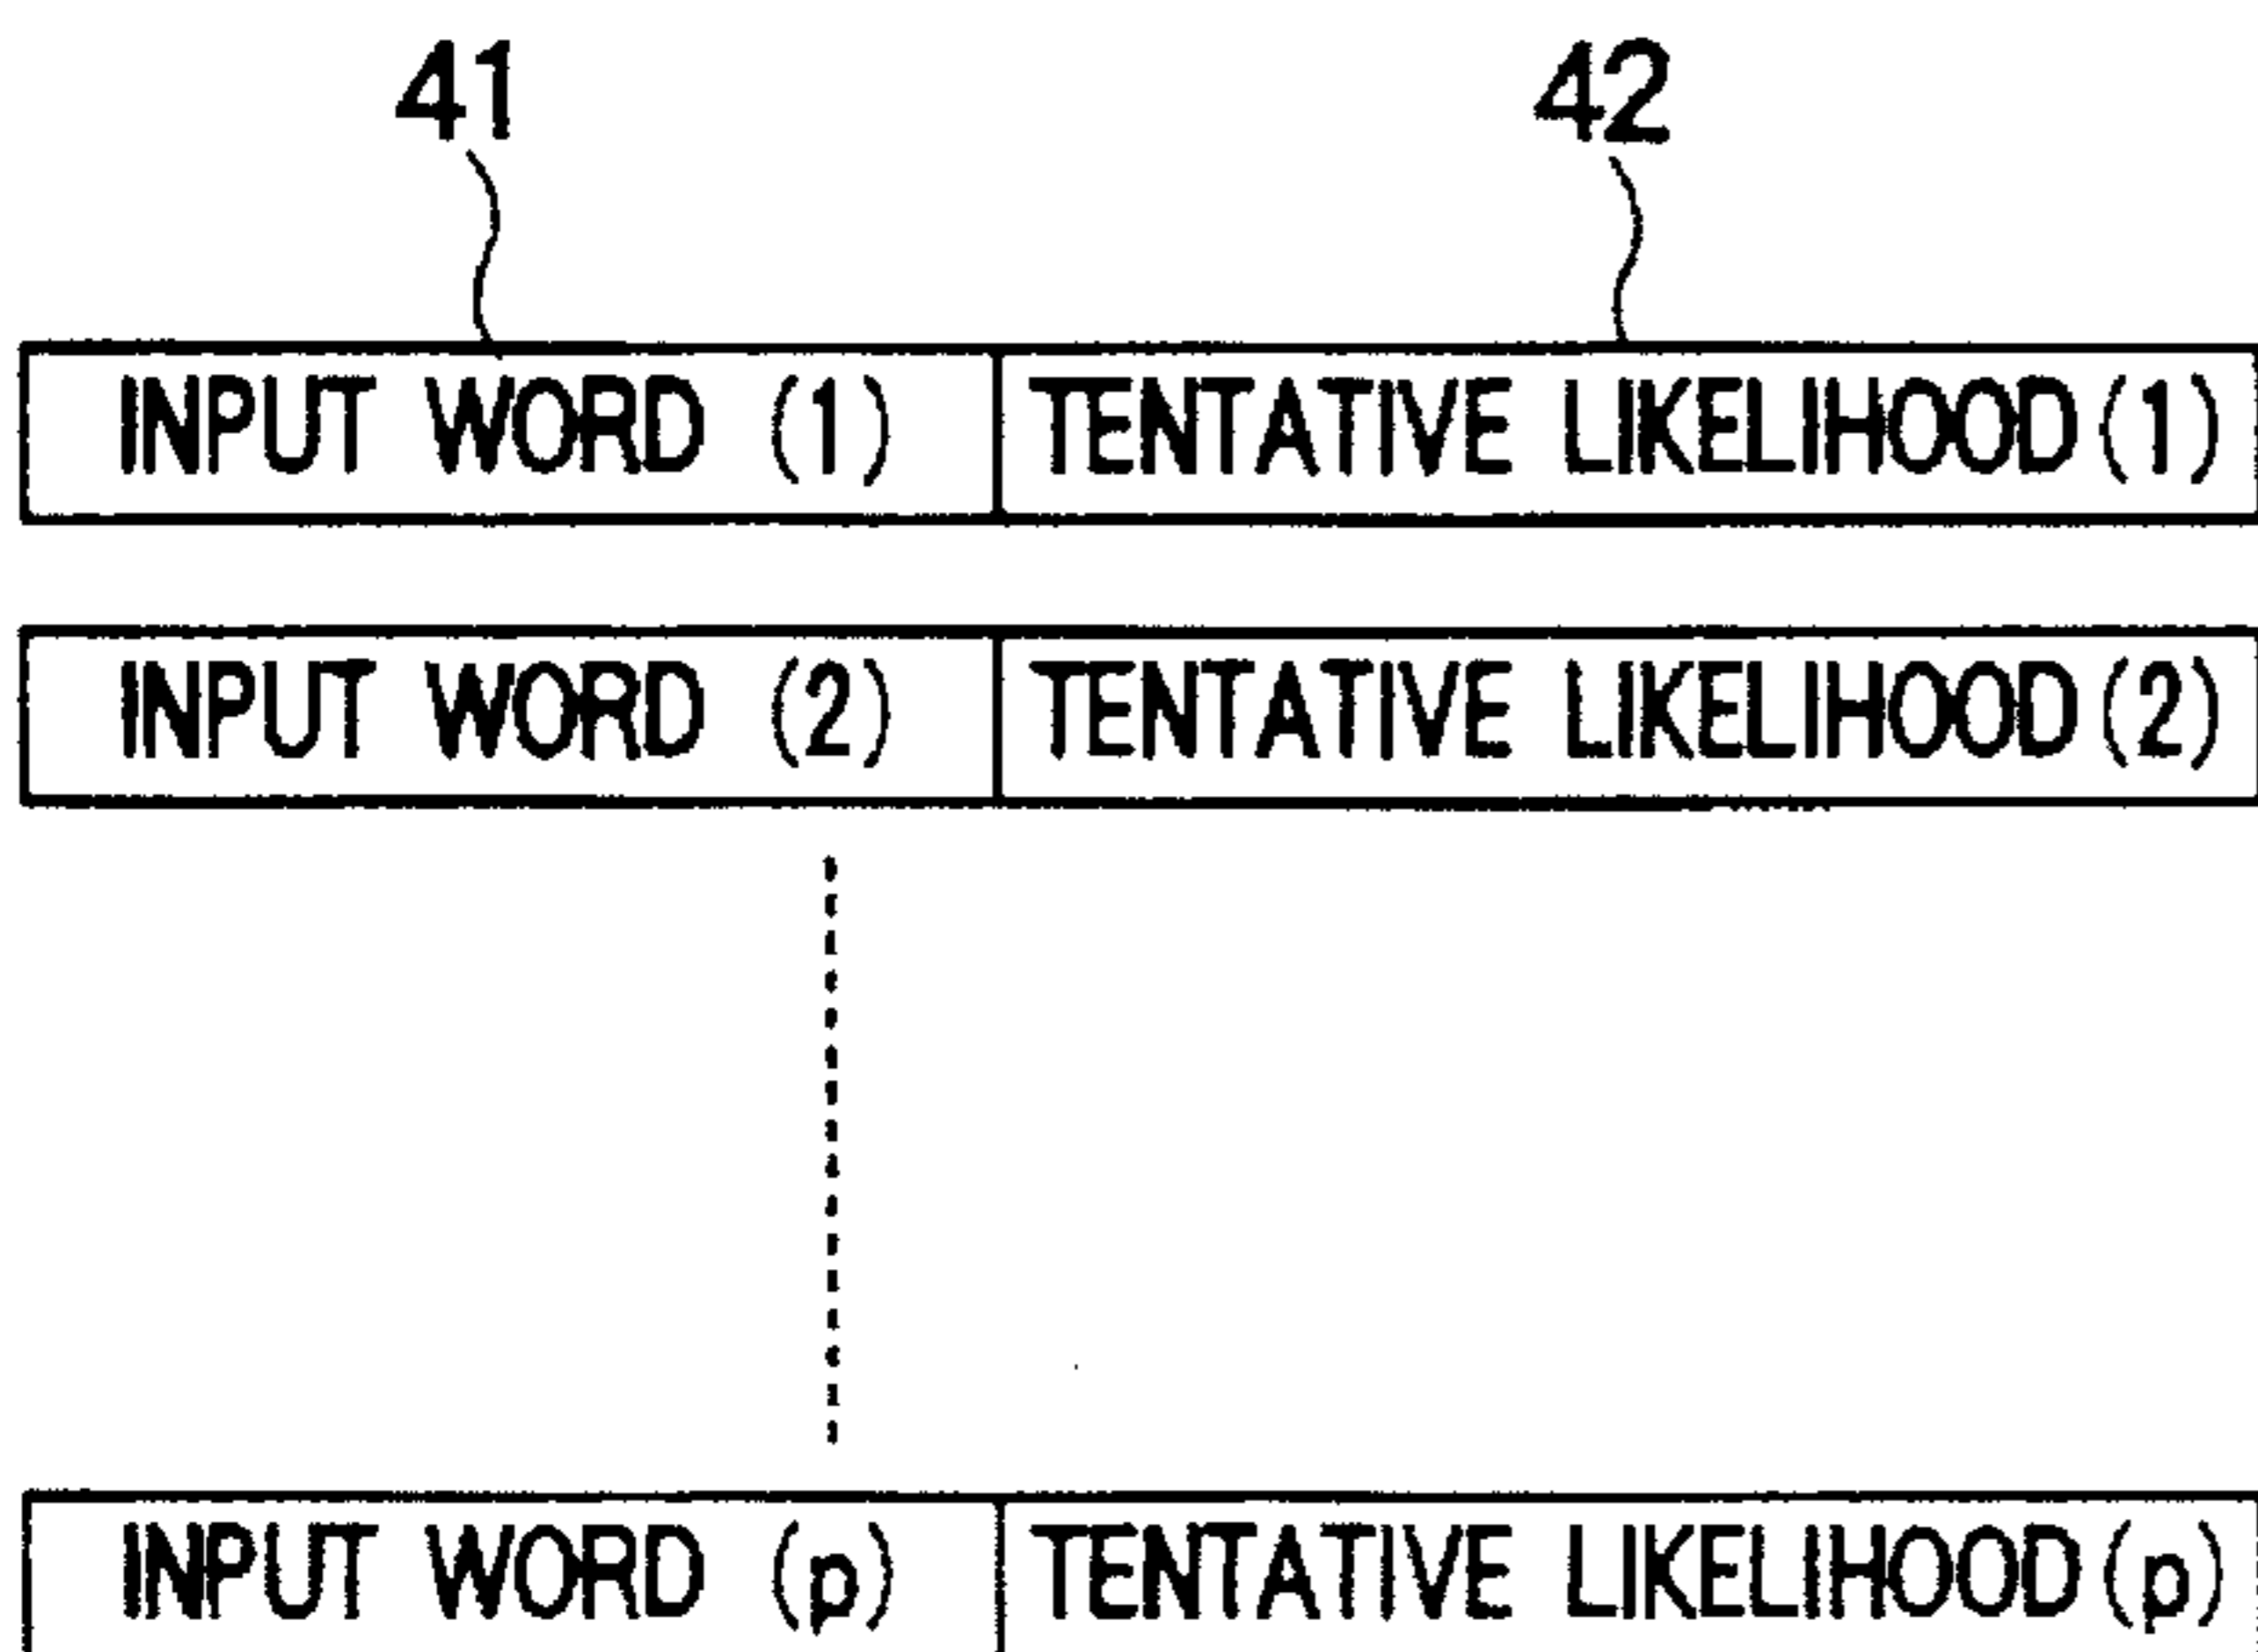 41 42
INPUT WORD (1) TENTATIVE LIKELIHOOD (1)
INPUT WORD (2) TENTATIVE LIKELIHOOD (2)
INPUT WORD (p) TENTATIVE LIKELIHOOD (p)